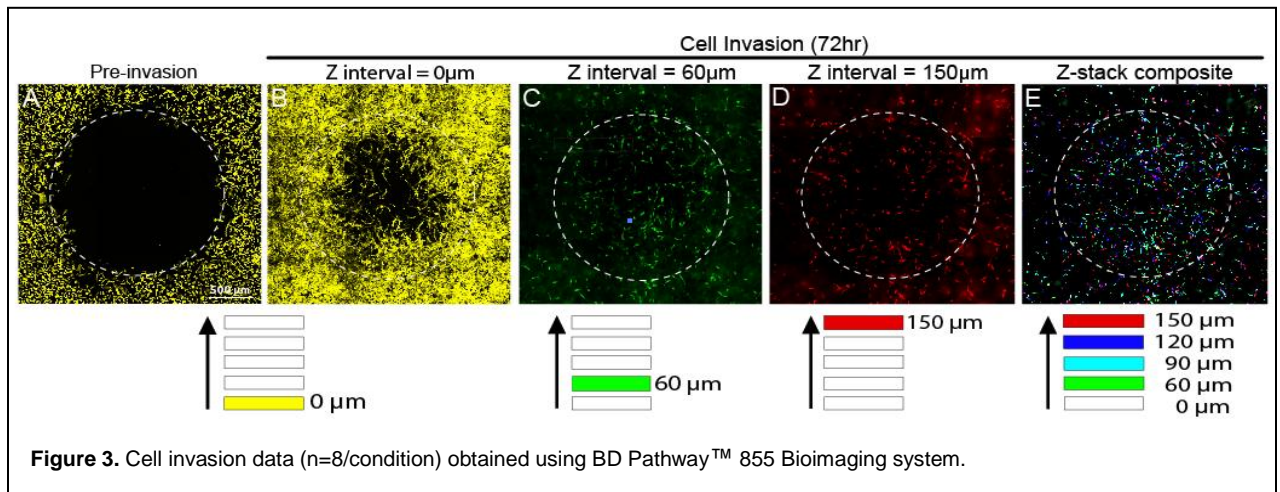 Cell Invasion (72hr)
Pre-invasion Z interval = 0µm Z interval = 60µm Z interval = 150µm Z-stack composite
A B C D E
500 µm
150 µm 150 µm
120 µm
90 µm
60 µm 60 µm
0 µm 0 µm
Figure 3. Cell invasion data (n=8/condition) obtained using BD Pathway™ 855 Bioimaging system.